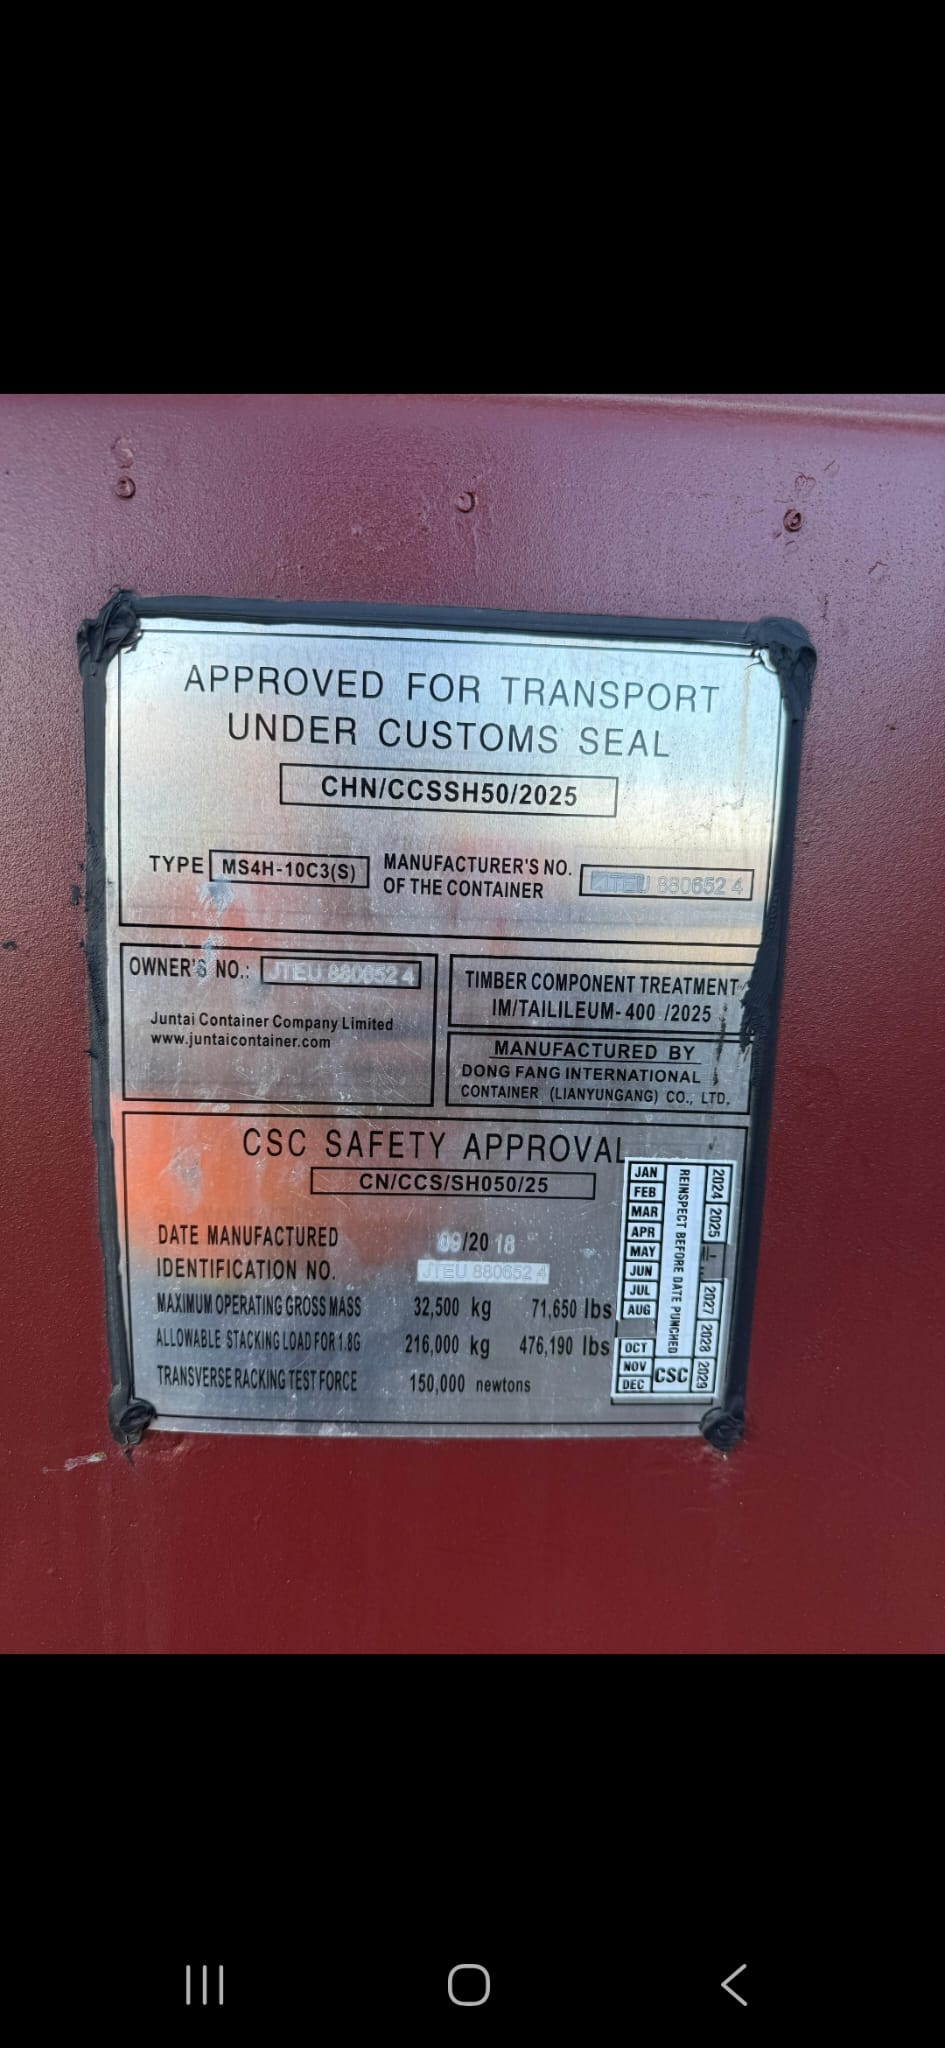 APPROVED FOR TRANSPORT
UNDER CUSTOMS SEAL
CHN/CCSSH50/2025
TYPE MS4H-10C3(S)
MANUFACTURER'S NO.
OF THE CONTAINER
JTEU 880652 4
OWNER'S NO.: JTEU 880652 4
Juntai Container Company Limited
www.juntaicontainer.com
TIMBER COMPONENT TREATMENT
IM/TAILILEUM-400 /2025
MANUFACTURED BY
DONG FANG INTERNATIONAL
CONTAINER (LIANYUNGANG) CO., LTD.
CSC SAFETY APPROVAL
CN/CCS/SH050/25
DATE MANUFACTURED 09/20 18
IDENTIFICATION NO. JTEU 880652 4
MAXIMUM OPERATING GROSS MASS 32,500 kg 71,650 lbs
ALLOWABLE STACKING LOAD FOR 1.8G 216,000 kg 476,190 lbs
TRANSVERSE RACKING TEST FORCE 150,000 newtons
JAN
FEB
MAR
APR
MAY
JUN
JUL
AUG
OCT
NOV
DEC
REINSPECT BEFORE DATE PUNCHED
CSC
2024 2025 2027 2028 2029